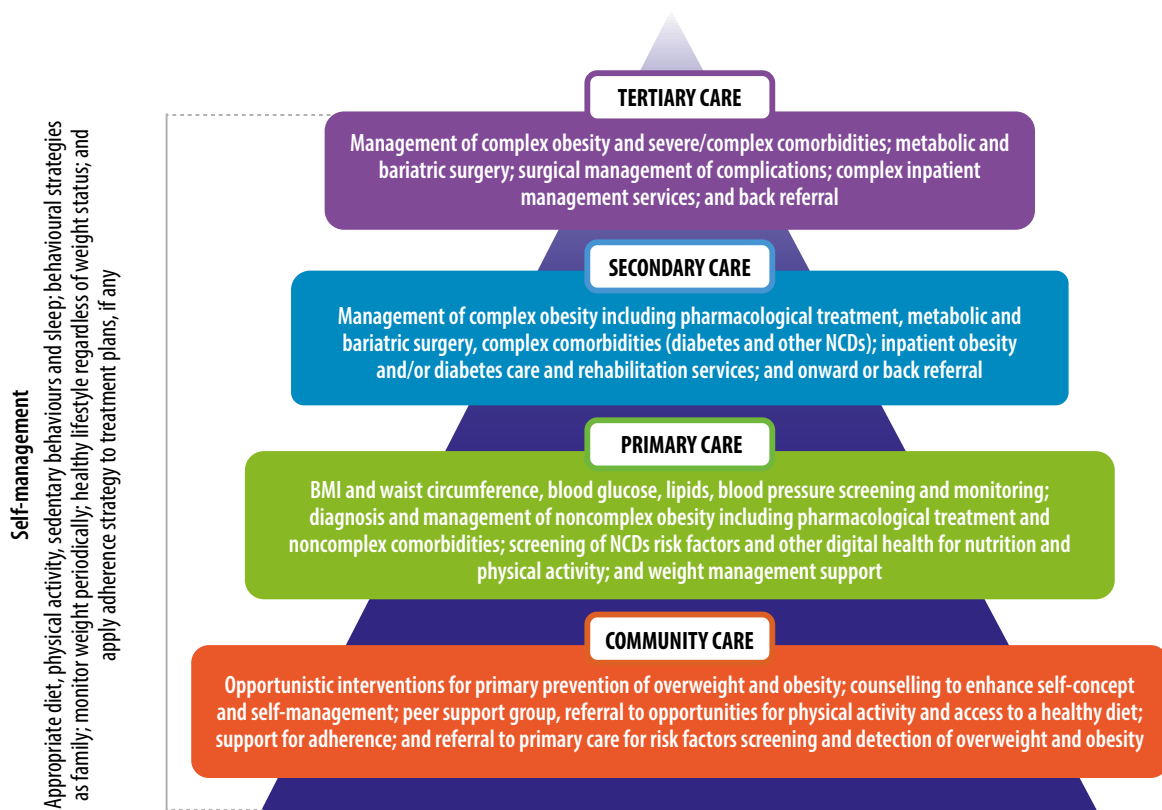 Self-management
Appropriate diet, physical activity, sedentary behaviours and sleep; behavioural strategies
as family; monitor weight periodically; healthy lifestyle regardless of weight status; and
apply adherence strategy to treatment plans, if any
TERTIARY CARE
Management of complex obesity and severe/complex comorbidities; metabolic and
bariatric surgery; surgical management of complications; complex inpatient
management services; and back referral
SECONDARY CARE
Management of complex obesity including pharmacological treatment, metabolic and
bariatric surgery, complex comorbidities (diabetes and other NCDs); inpatient obesity
and/or diabetes care and rehabilitation services; and onward or back referral
PRIMARY CARE
BMI and waist circumference, blood glucose, lipids, blood pressure screening and monitoring;
diagnosis and management of noncomplex obesity including pharmacological treatment and
noncomplex comorbidities; screening of NCDs risk factors and other digital health for nutrition and
physical activity; and weight management support
COMMUNITY CARE
Opportunistic interventions for primary prevention of overweight and obesity; counselling to enhance self-concept
and self-management; peer support group, referral to opportunities for physical activity and access to a healthy diet;
support for adherence; and referral to primary care for risk factors screening and detection of overweight and obesity